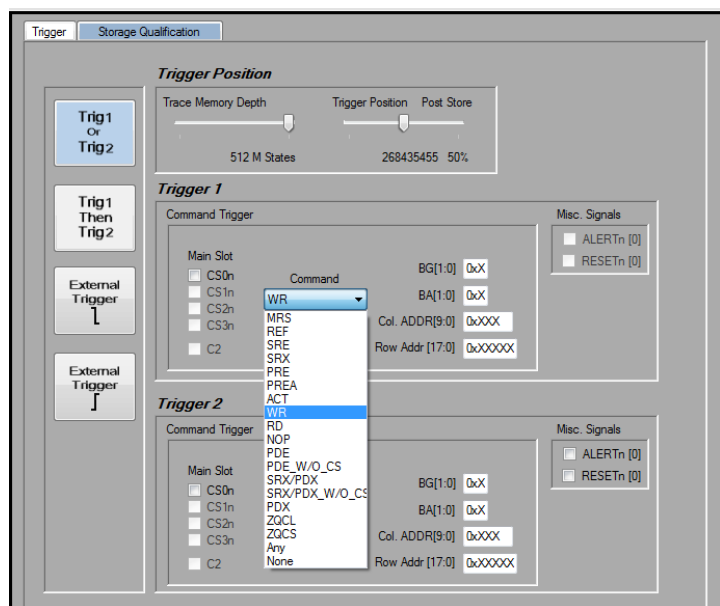 Trigger
Storage Qualification
Trigger Position
Trace Memory Depth
Trigger Position Post Store
512 M States
268435455 50%
Trig1
Or
Trig2
Trig1
Then
Trig2
External
Trigger
External
Trigger
Trigger 1
Command Trigger
Main Slot
CS0n
CS1n
CS2n
CS3n
C2
Command
WR
MRS
REF
SRE
SRX
PRE
PREA
ACT
WR
RD
NOP
PDE
PDE_W/O_CS
SRX/PDX
SRX/PDX_W/O_CS
PDX
ZQCL
ZQCS
Any
None
BG[1:0] 0xX
BA[1:0] 0xX
Col. ADDR[9:0] 0xXXX
Row Addr [17:0] 0xXXXXX
Misc. Signals
ALERTn [0]
RESETn [0]
Trigger 2
Command Trigger
Main Slot
CS0n
CS1n
CS2n
CS3n
C2
BG[1:0] 0xX
BA[1:0] 0xX
Col. ADDR[9:0] 0xXXX
Row Addr [17:0] 0xXXXXX
Misc. Signals
ALERTn [0]
RESETn [0]